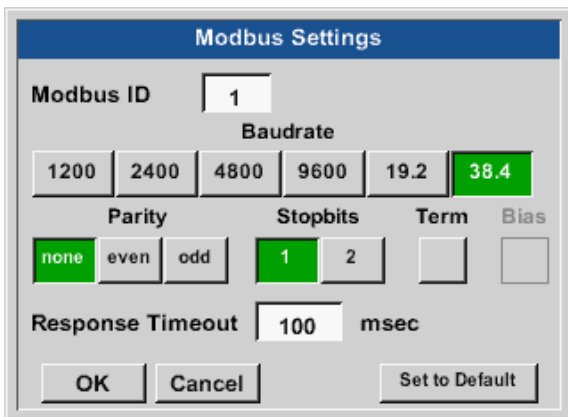 Modbus Settings
Modbus ID 1
Baudrate
1200 2400 4800 9600 19.2 38.4
Parity Stopbits Term Bias
none even odd 1 2
Response Timeout 100 msec
OK Cancel Set to Default